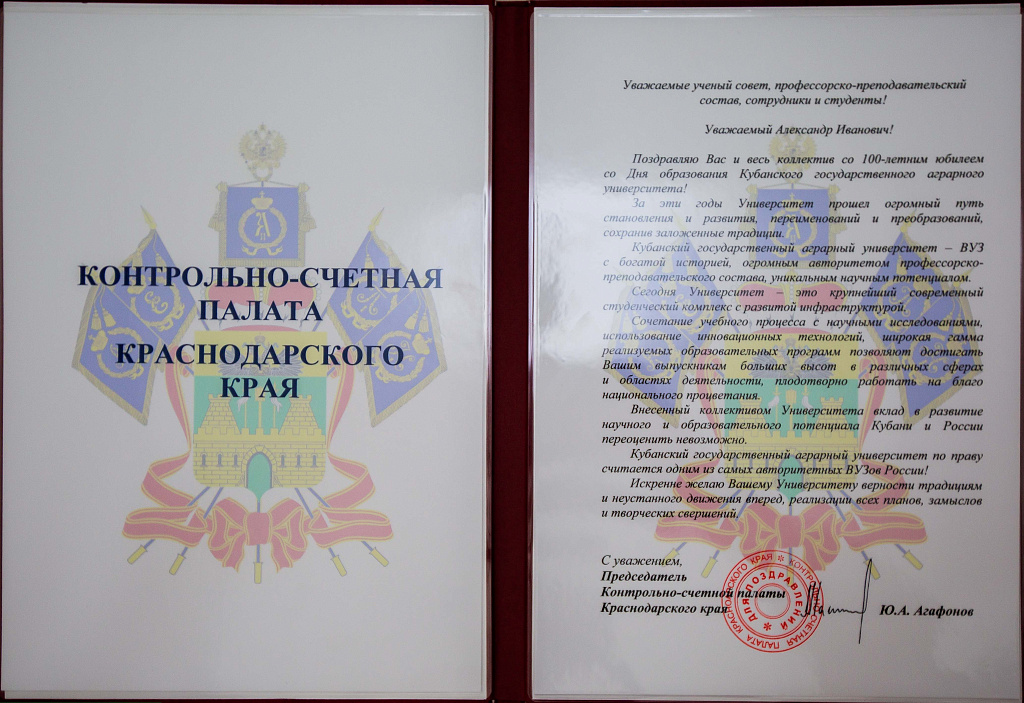 КОНТРОЛЬНО-СЧЕТНАЯ
ПАЛАТА
КРАСНОДАРСКОГО
КРАЯ
Уважаемые ученый совет, профессорско-преподавательский
состав, сотрудники и студенты!
Уважаемый Александр Иванович!
Поздравляю Вас и весь коллектив со 100-летним юбилеем
со Дня образования Кубанского государственного аграрного
университета!
За эти годы Университет прошел огромный путь
становления и развития, переименований и преобразований,
сохранив заложенные традиции.
Кубанский государственный аграрный университет – ВУЗ
с богатой историей, огромным авторитетом профессорско-
преподавательского состава, уникальным научным потенциалом.
Сегодня Университет – это крупнейший современный
студенческий комплекс с развитой инфраструктурой.
Сочетание учебного процесса с научными исследованиями,
использование инновационных технологий, широкая гамма
реализуемых образовательных программ позволяют достигать
Вашим выпускникам больших высот в различных сферах
и областях деятельности, плодотворно работать на благо
национального процветания.
Внесенный коллективом Университета вклад в развитие
научного и образовательного потенциала Кубани и России
переоценить невозможно.
Кубанский государственный аграрный университет по праву
считается одним из самых авторитетных ВУЗов России!
Искренне желаю Вашему Университету верности традициям
и неустанного движения вперед, реализации всех планов, замыслов
и творческих свершений,
С уважением,
Председатель
Контрольно-счетной палаты
Краснодарского края
Ю.А. Агафонов
КОНТРОЛЬНО-СЧЕТНАЯ ПАЛАТА КРАСНОДАРСКОГО КРАЯ
ДЛЯ ПОЗДРАВЛЕНИЙ